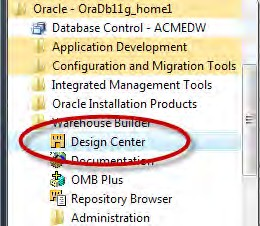 Oracle - OraDb11g_home1
Database Control - ACMEDW
Application Development
Configuration and Migration Tools
Integrated Management Tools
Oracle Installation Products
Warehouse Builder
Design Center
Documentation
OMB Plus
Repository Browser
Administration